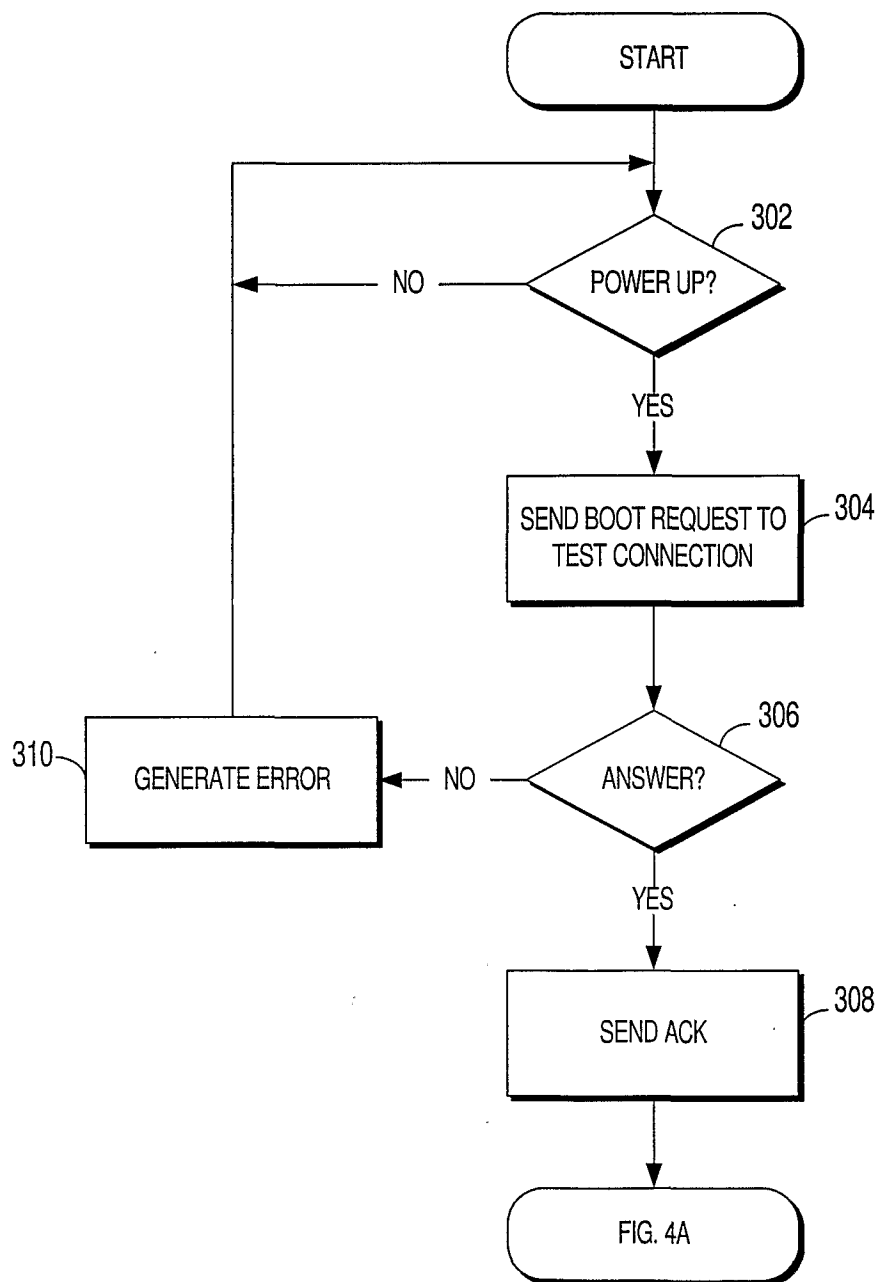 START
302
POWER UP?
NO
YES
SEND BOOT REQUEST TO
TEST CONNECTION
304
306
ANSWER?
NO
310
GENERATE ERROR
YES
308
SEND ACK
FIG. 4A